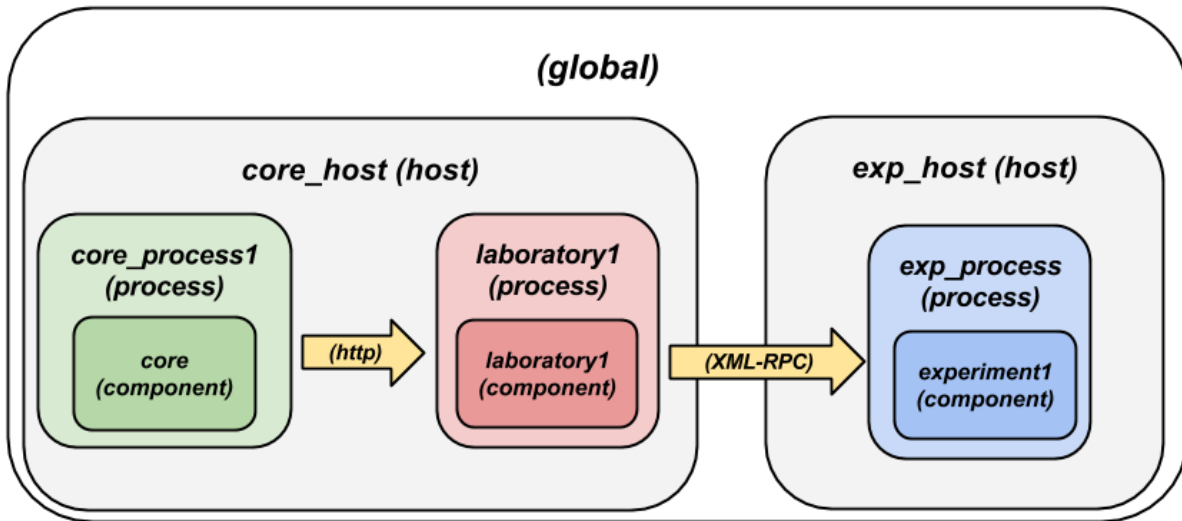 (global)
core_host (host)
exp_host (host)
core_process1
(process)
core
(component)
(http)
laboratory1
(process)
laboratory1
(component)
(XML-RPC)
exp_process
(process)
experiment1
(component)